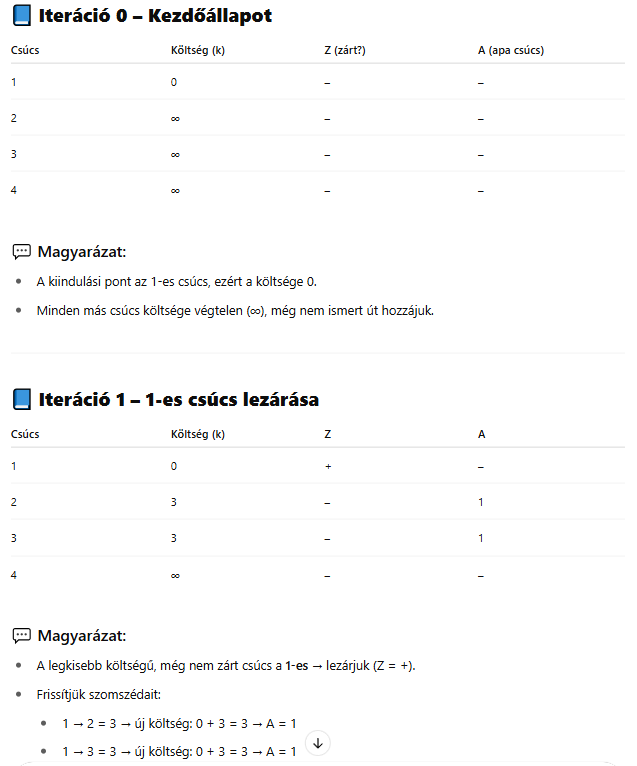 Iteráció 0 – Kezdőállapot
Csúcs Költség (k) Z (zárt?) A (apa csúcs)
1 0 – –
2 ∞ – –
3 ∞ – –
4 ∞ – –
Magyarázat:
• A kiindulási pont az 1-es csúcs, ezért a költsége 0.
• Minden más csúcs költsége végtelen (∞), még nem ismert út hozzájuk.
Iteráció 1 – 1-es csúcs lezárása
Csúcs Költség (k) Z A
1 0 + –
2 3 – 1
3 3 – 1
4 ∞ – –
Magyarázat:
• A legkisebb költségű, még nem zárt csúcs a 1-es → lezárjuk (Z = +).
• Frissítjük szomszédait:
• 1 → 2 = 3 → új költség: 0 + 3 = 3 → A = 1
• 1 → 3 = 3 → új költség: 0 + 3 = 3 → A = 1